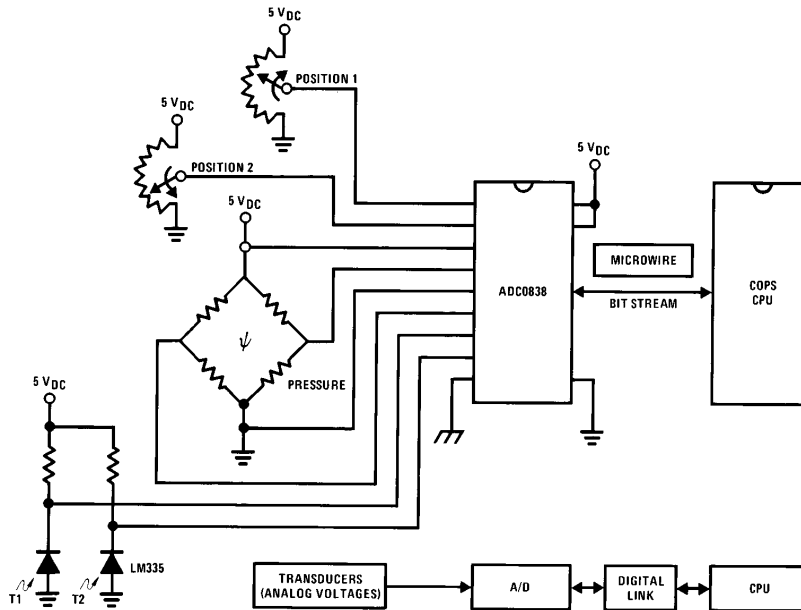 5 VDC
POSITION 1
5 VDC
POSITION 2
5 VDC
5 VDC
MICROWIRE
ADC0838
BIT STREAM
COPS
CPU
ψ
PRESSURE
5 VDC
LM335
T1
T2
TRANSDUCERS
(ANALOG VOLTAGES)
A/D
DIGITAL
LINK
CPU